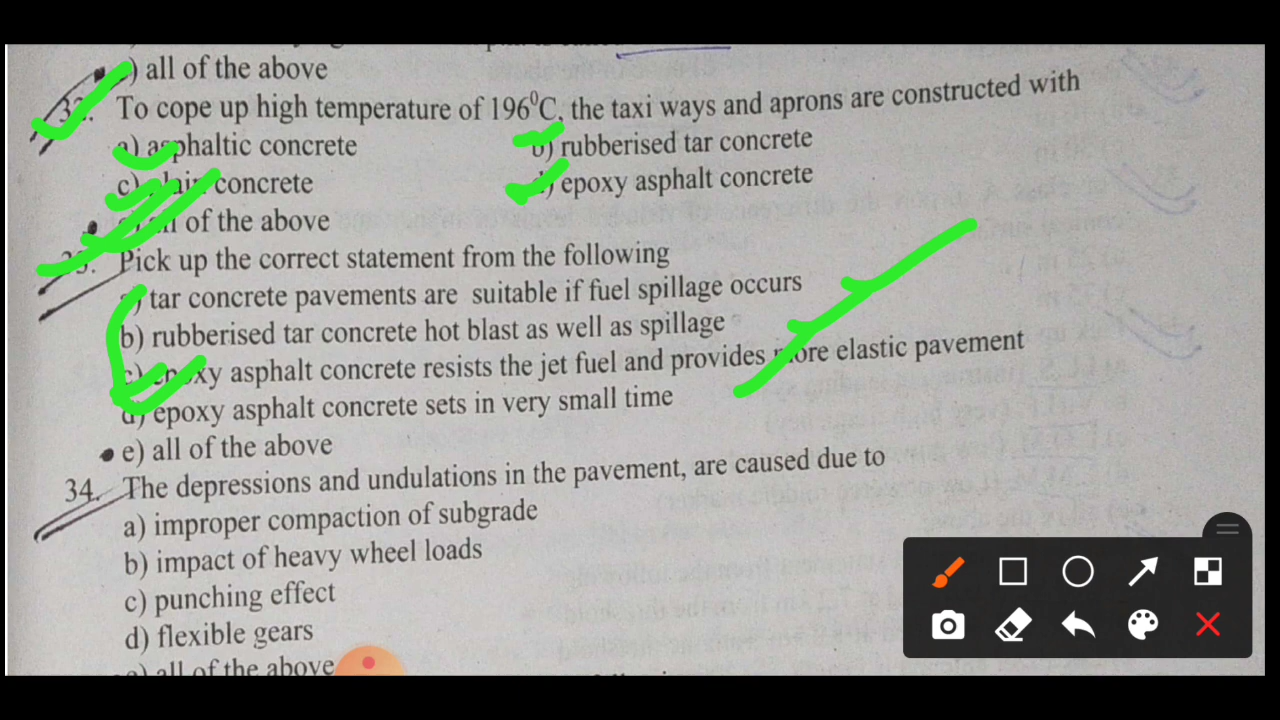 all of the above
To cope up high temperature of 196⁰C, the taxi ways and aprons are constructed with
a) asphaltic concrete b) rubberised tar concrete
c) plain concrete d) epoxy asphalt concrete
all of the above
Pick up the correct statement from the following
a) tar concrete pavements are suitable if fuel spillage occurs
b) rubberised tar concrete hot blast as well as spillage
c) epoxy asphalt concrete resists the jet fuel and provides more elastic pavement
d) epoxy asphalt concrete sets in very small time
e) all of the above
34. The depressions and undulations in the pavement, are caused due to
a) improper compaction of subgrade
b) impact of heavy wheel loads
c) punching effect
d) flexible gears
e) all of the above